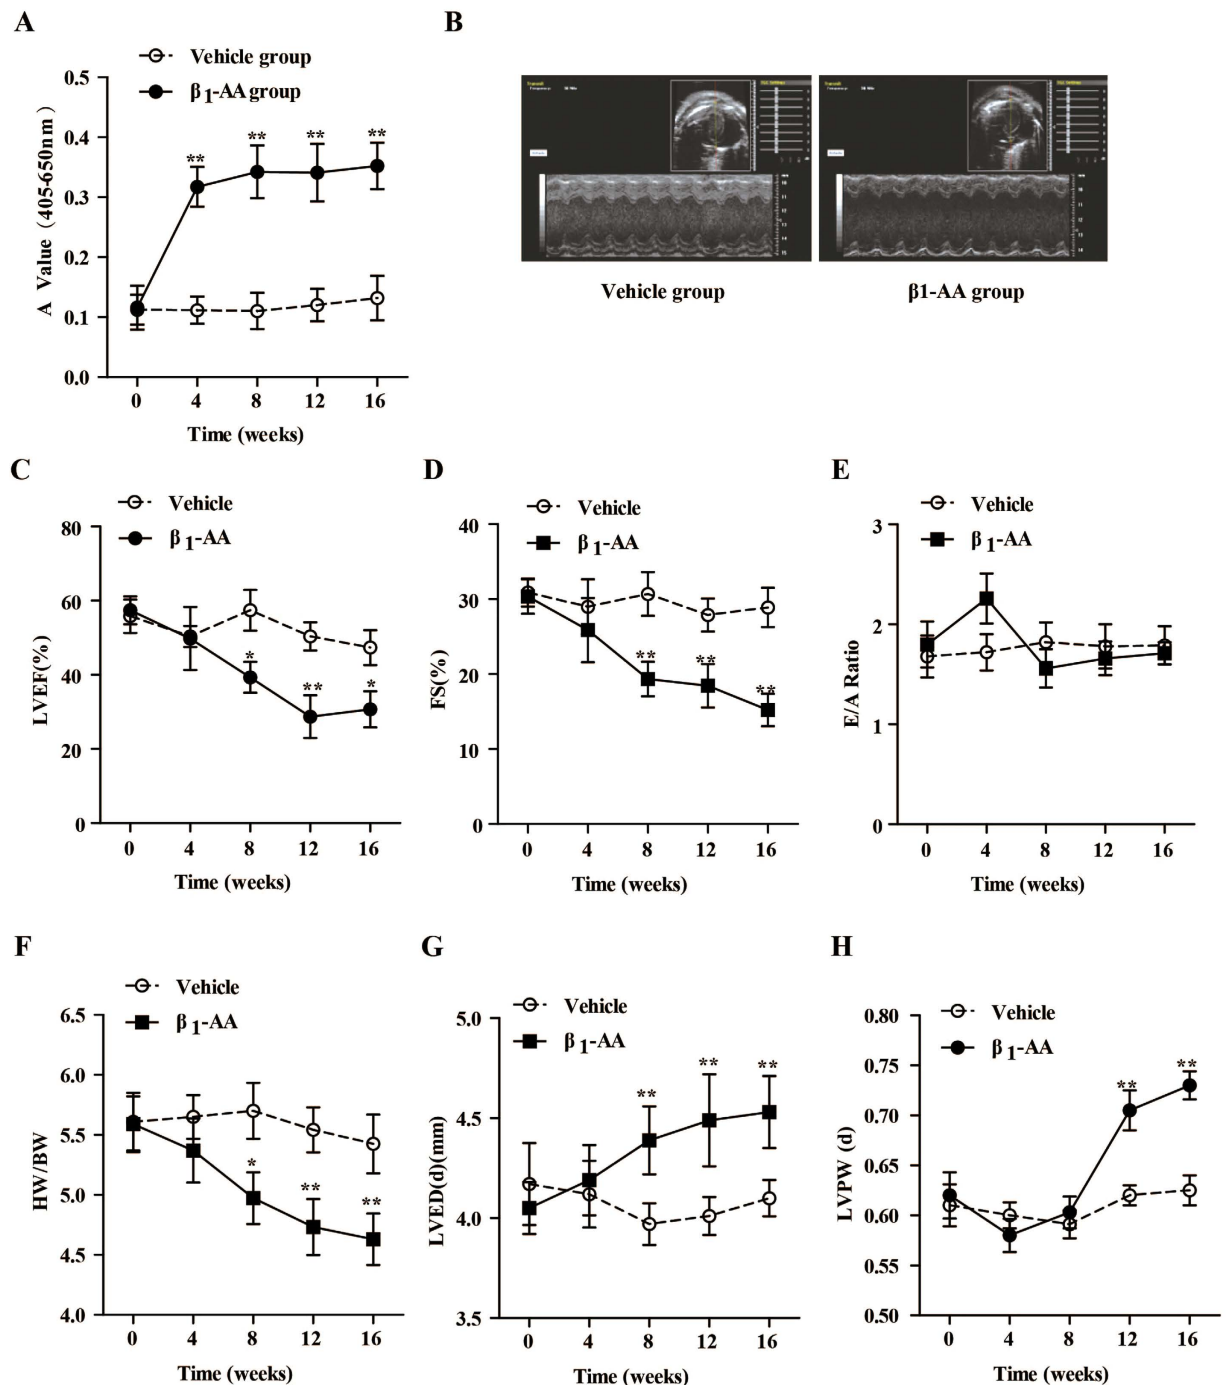 A
Vehicle group
β1-AA group
0.5
0.4
0.3
0.2
0.1
0.0
A Value (405-650nm)
** ** ** **
0 4 8 12 16
Time (weeks)
B
Vehicle group
β1-AA group
C
Vehicle
β1-AA
80
60
40
20
0
LVEF(%)
* ** *
0 4 8 12 16
Time (weeks)
D
Vehicle
β1-AA
40
30
20
10
0
FS(%)
** ** **
0 4 8 12 16
Time (weeks)
E
Vehicle
β1-AA
3
2
1
0
E/A Ratio
0 4 8 12 16
Time (weeks)
F
Vehicle
β1-AA
6.5
6.0
5.5
5.0
4.5
4.0
HW/BW
* ** **
0 4 8 12 16
Time (weeks)
G
Vehicle
β1-AA
5.0
4.5
4.0
3.5
LVED(d)(mm)
** ** **
0 4 8 12 16
Time (weeks)
H
Vehicle
β1-AA
0.80
0.75
0.70
0.65
0.60
0.55
0.50
LVPW (d)
** **
0 4 8 12 16
Time (weeks)